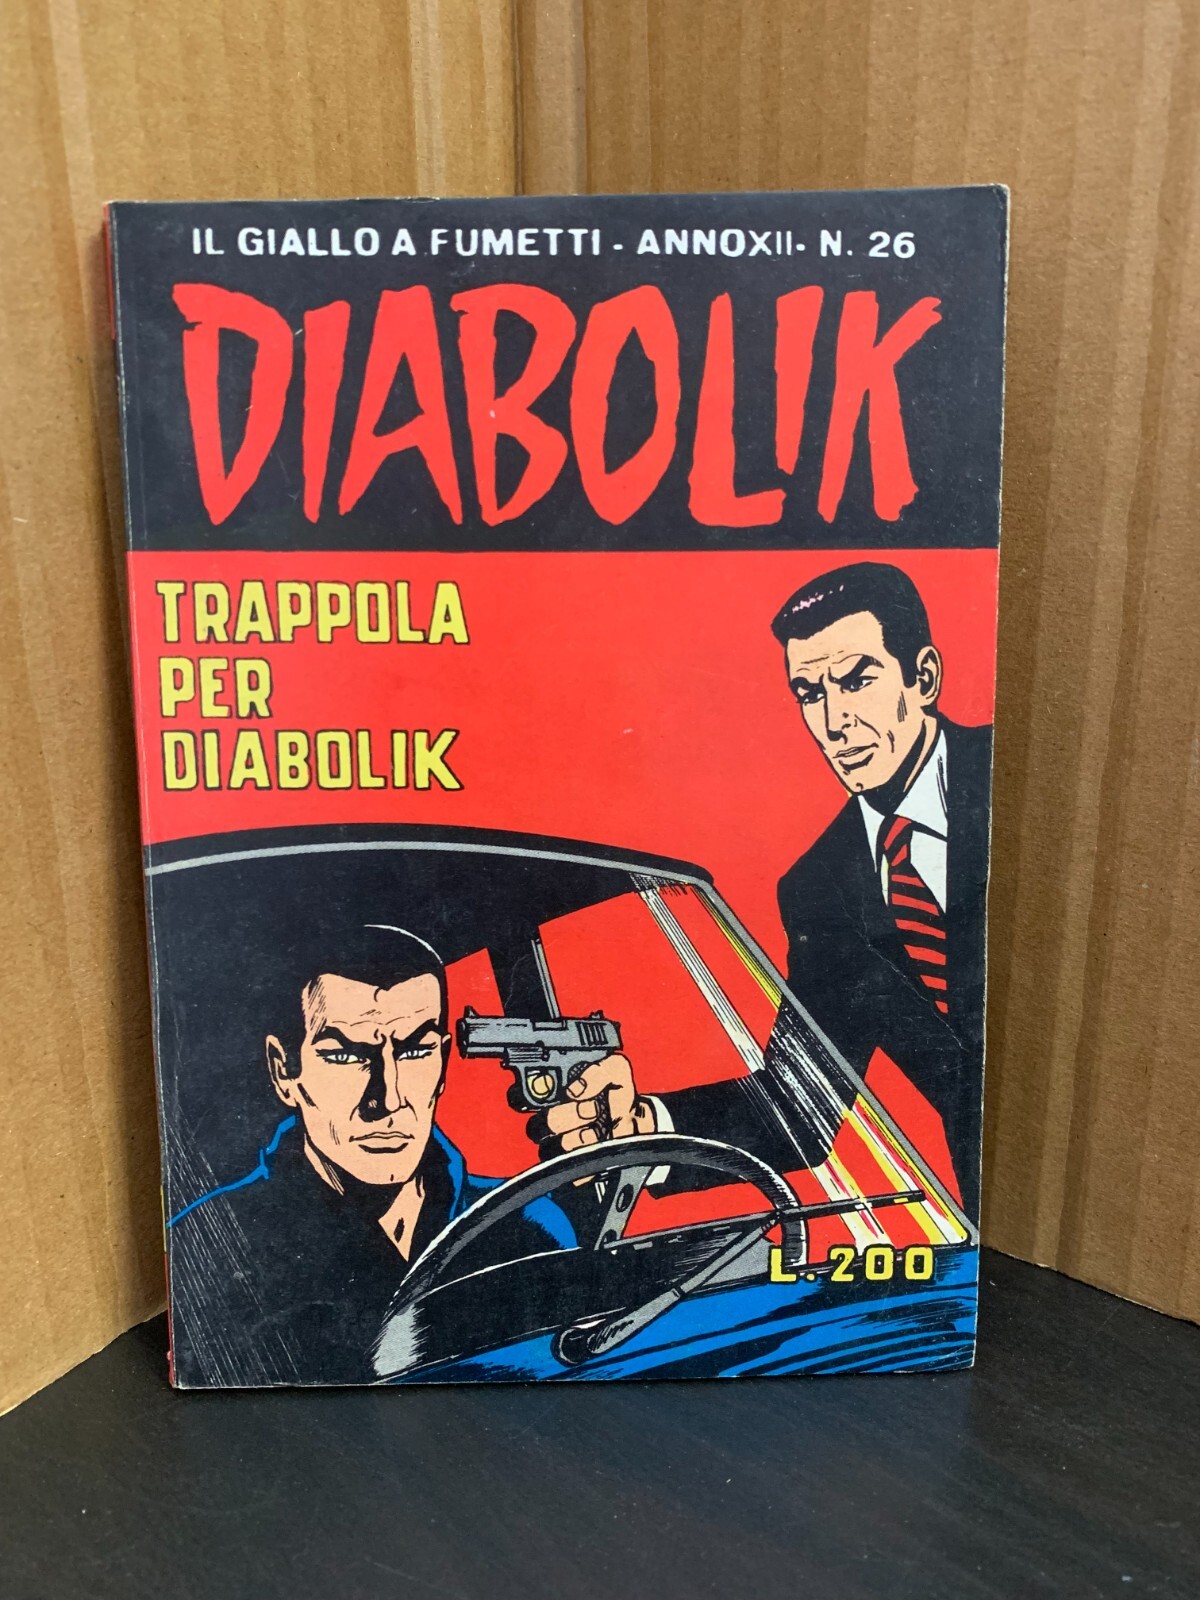 IL GIALLO A FUMETTI - ANNOXII- N. 26
DIABOLIK
TRAPPOLA
PER
DIABOLIK
L.200